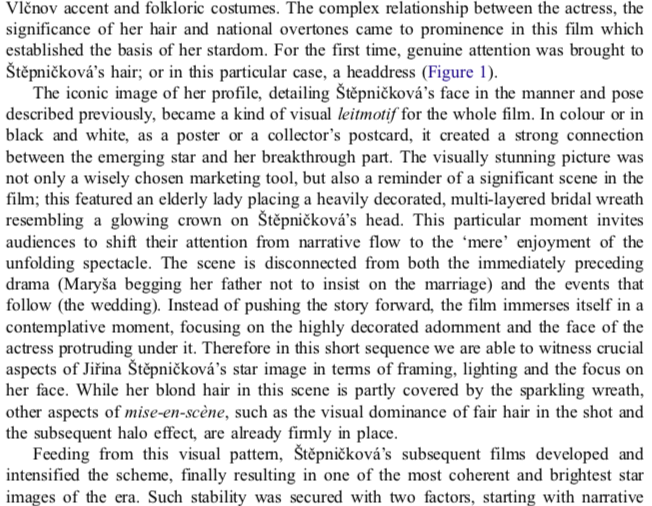 Vlčnov accent and folkloric costumes. The complex relationship between the actress, the
significance of her hair and national overtones came to prominence in this film which
established the basis of her stardom. For the first time, genuine attention was brought to
Štěpničková's hair; or in this particular case, a headdress (Figure 1).
The iconic image of her profile, detailing Štěpničková's face in the manner and pose
described previously, became a kind of visual leitmotif for the whole film. In colour or in
black and white, as a poster or a collector's postcard, it created a strong connection
between the emerging star and her breakthrough part. The visually stunning picture was
not only a wisely chosen marketing tool, but also a reminder of a significant scene in the
film; this featured an elderly lady placing a heavily decorated, multi-layered bridal wreath
resembling a glowing crown on Štěpničková's head. This particular moment invites
audiences to shift their attention from narrative flow to the 'mere' enjoyment of the
unfolding spectacle. The scene is disconnected from both the immediately preceding
drama (Maryša begging her father not to insist on the marriage) and the events that
follow (the wedding). Instead of pushing the story forward, the film immerses itself in a
contemplative moment, focusing on the highly decorated adornment and the face of the
actress protruding under it. Therefore in this short sequence we are able to witness crucial
aspects of Jiřina Štěpničková's star image in terms of framing, lighting and the focus on
her face. While her blond hair in this scene is partly covered by the sparkling wreath,
other aspects of mise-en-scène, such as the visual dominance of fair hair in the shot and
the subsequent halo effect, are already firmly in place.
Feeding from this visual pattern, Štěpničková's subsequent films developed and
intensified the scheme, finally resulting in one of the most coherent and brightest star
images of the era. Such stability was secured with two factors, starting with narrative